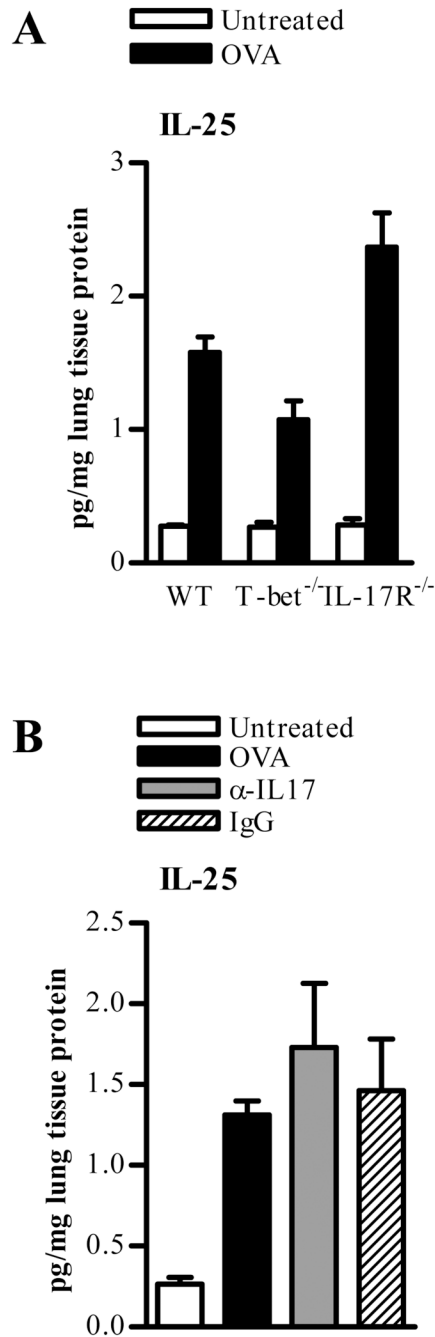 A
Untreated
OVA
IL-25
pg/mg lung tissue protein
3
2
1
0
WT T-bet-/- IL-17R-/-
B
Untreated
OVA
α-IL17
IgG
IL-25
pg/mg lung tissue protein
2.5
2.0
1.5
1.0
0.5
0.0